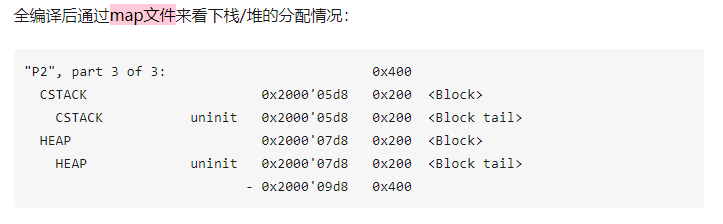 全编译后通过map文件来看下栈/堆的分配情况：
"P2", part 3 of 3:                          0x400
  CSTACK                      0x2000'05d8   0x200  <Block>
    CSTACK           uninit   0x2000'05d8   0x200  <Block tail>
  HEAP                        0x2000'07d8   0x200  <Block>
    HEAP             uninit   0x2000'07d8   0x200  <Block tail>
                            - 0x2000'09d8   0x400